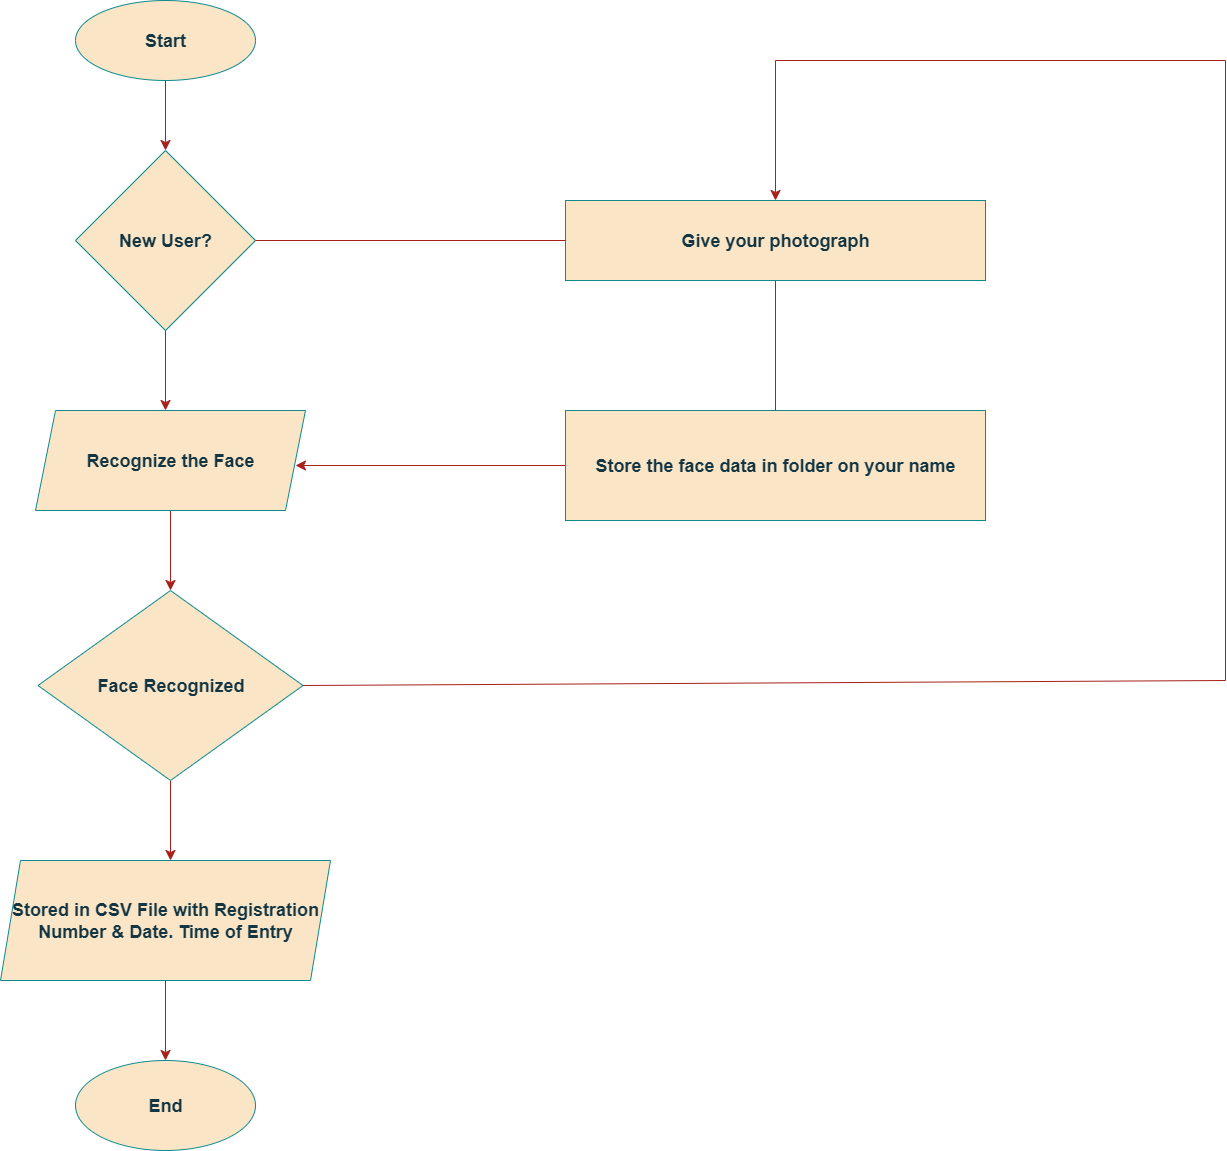 Start
New User?
Give your photograph
Recognize the Face
Store the face data in folder on your name
Face Recognized
Stored in CSV File with Registration
Number & Date. Time of Entry
End